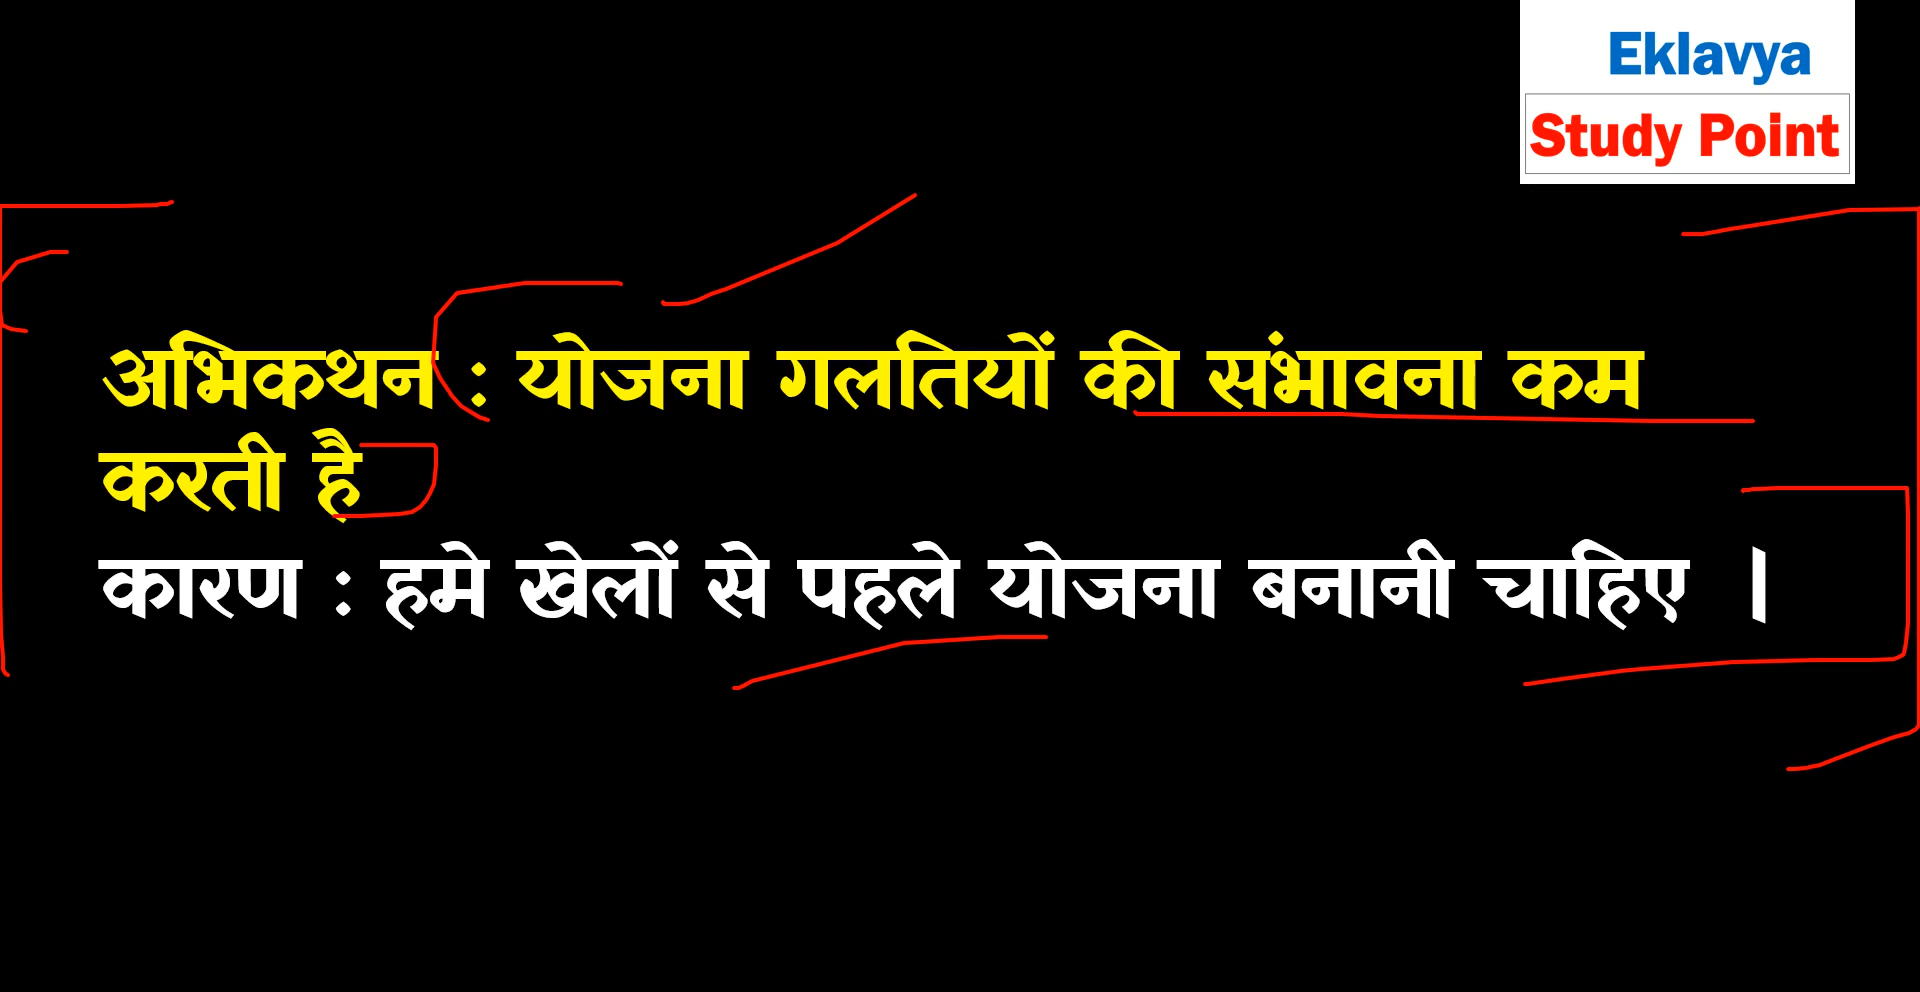 Eklavya
Study Point
अभिकथन : योजना गलतियों की संभावना कम
करती है
कारण : हमे खेलों से पहले योजना बनानी चाहिए ।